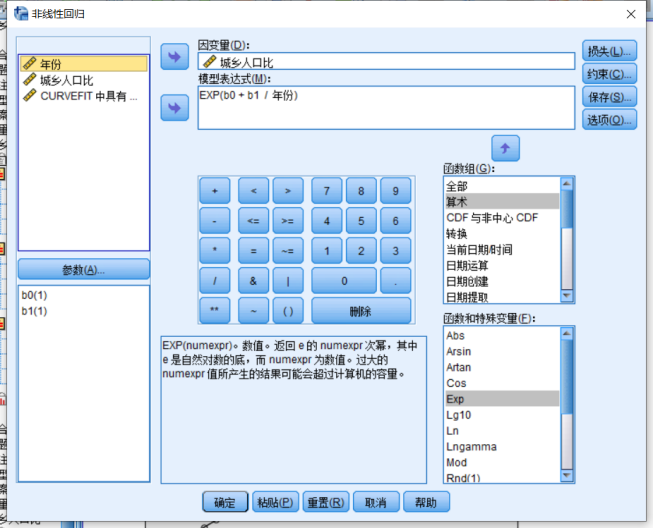 非线性回归
年份
城乡人口比
CURVEFIT 中具有 ...
因变量(D):
城乡人口比
模型表达式(M):
EXP(b0 + b1 / 年份)
损失(L)...
约束(C)...
保存(S)...
选项(O)...
参数(A)...
b0(1)
b1(1)
+ < > 7 8 9
- <= >= 4 5 6
* = ~= 1 2 3
/ & | 0 .
** ~ ( ) 删除
函数组(G):
全部
算术
CDF 与非中心 CDF
转换
当前日期/时间
日期运算
日期创建
日期提取
EXP(numexpr)。数值。返回 e 的 numexpr 次幂，其中
e 是自然对数的底，而 numexpr 为数值。过大的
numexpr 值所产生的结果可能会超过计算机的容量。
函数和特殊变量(F):
Abs
Arsin
Artan
Cos
Exp
Lg10
Ln
Lngamma
Mod
Rnd(1)
确定 粘贴(P) 重置(R) 取消 帮助